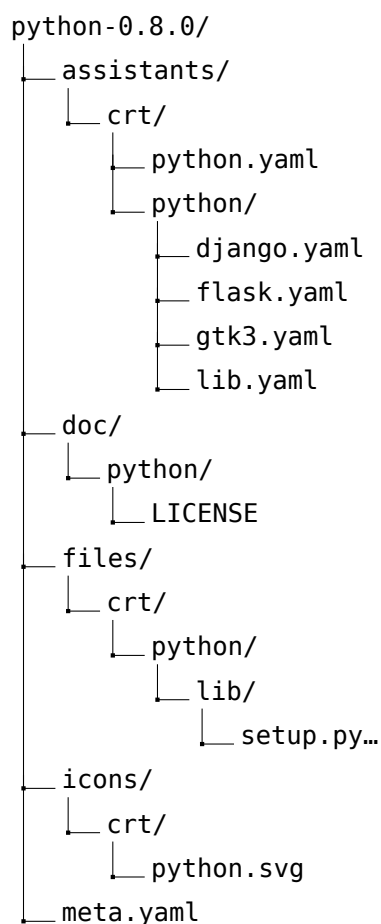 python-0.8.0/
assistants/
crt/
python.yaml
python/
django.yaml
flask.yaml
gtk3.yaml
lib.yaml
doc/
python/
LICENSE
files/
crt/
python/
lib/
setup.py…
icons/
crt/
python.svg
meta.yaml